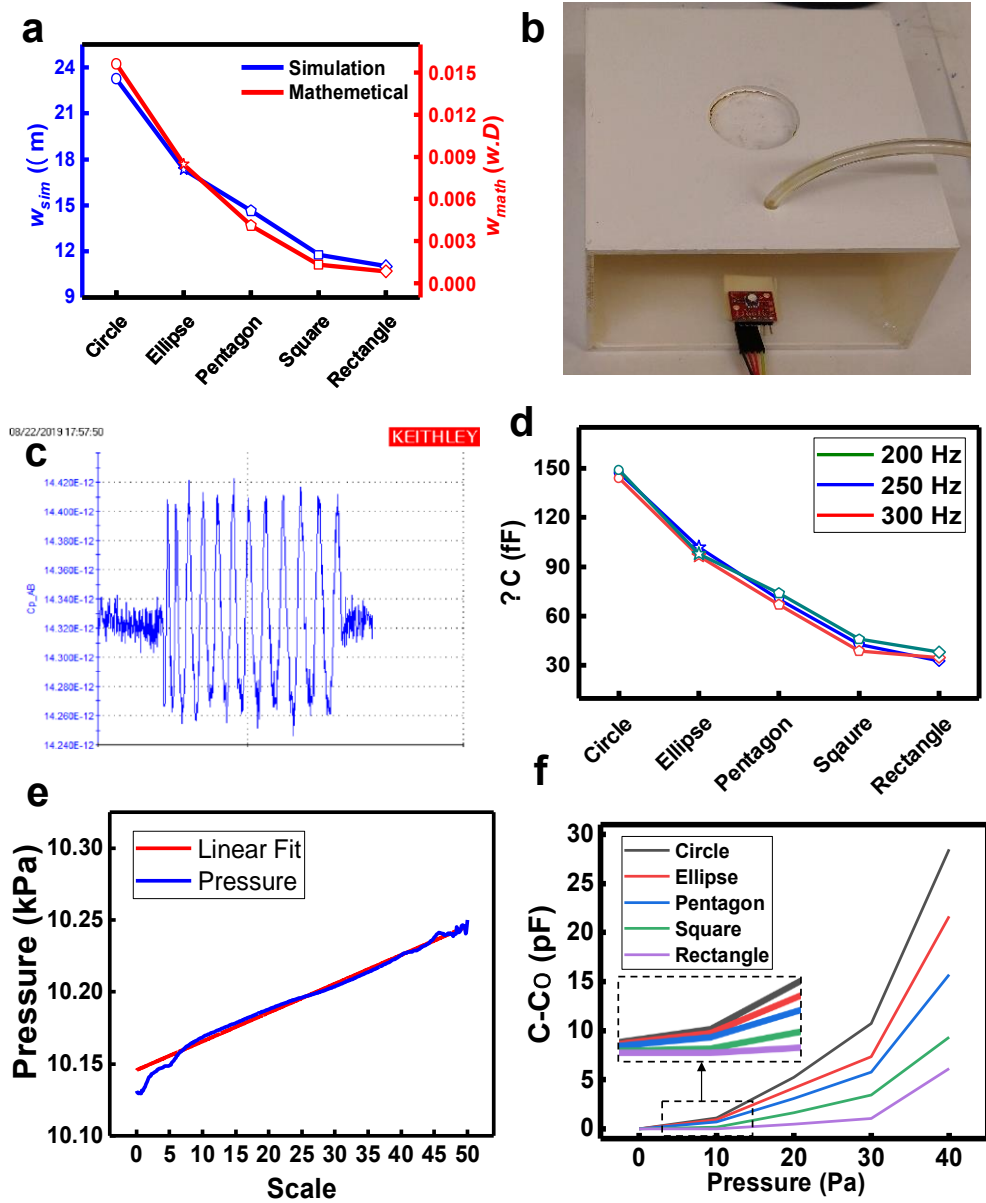 a
24
21
18
15
12
9
w_sim (( m)
Simulation
Mathemetical
0.015
0.012
0.009
0.006
0.003
0.000
w_math (w.D)
Circle
Ellipse
Pentagon
Square
Rectangle
b
08/22/2019 17:57:50
KEITHLEY
c
14.420E-12
14.400E-12
14.380E-12
14.360E-12
14.340E-12
14.320E-12
14.300E-12
14.280E-12
14.260E-12
14.240E-12
Cp_AB
d
150
120
90
60
30
?C (fF)
200 Hz
250 Hz
300 Hz
Circle
Ellipse
Pentagon
Sqaure
Rectangle
e
10.30
10.25
10.20
10.15
10.10
Pressure (kPa)
Linear Fit
Pressure
0 5 10 15 20 25 30 35 40 45 50
Scale
f
30
25
20
15
10
5
0
C-Co (pF)
Circle
Ellipse
Pentagon
Square
Rectangle
0 10 20 30 40
Pressure (Pa)